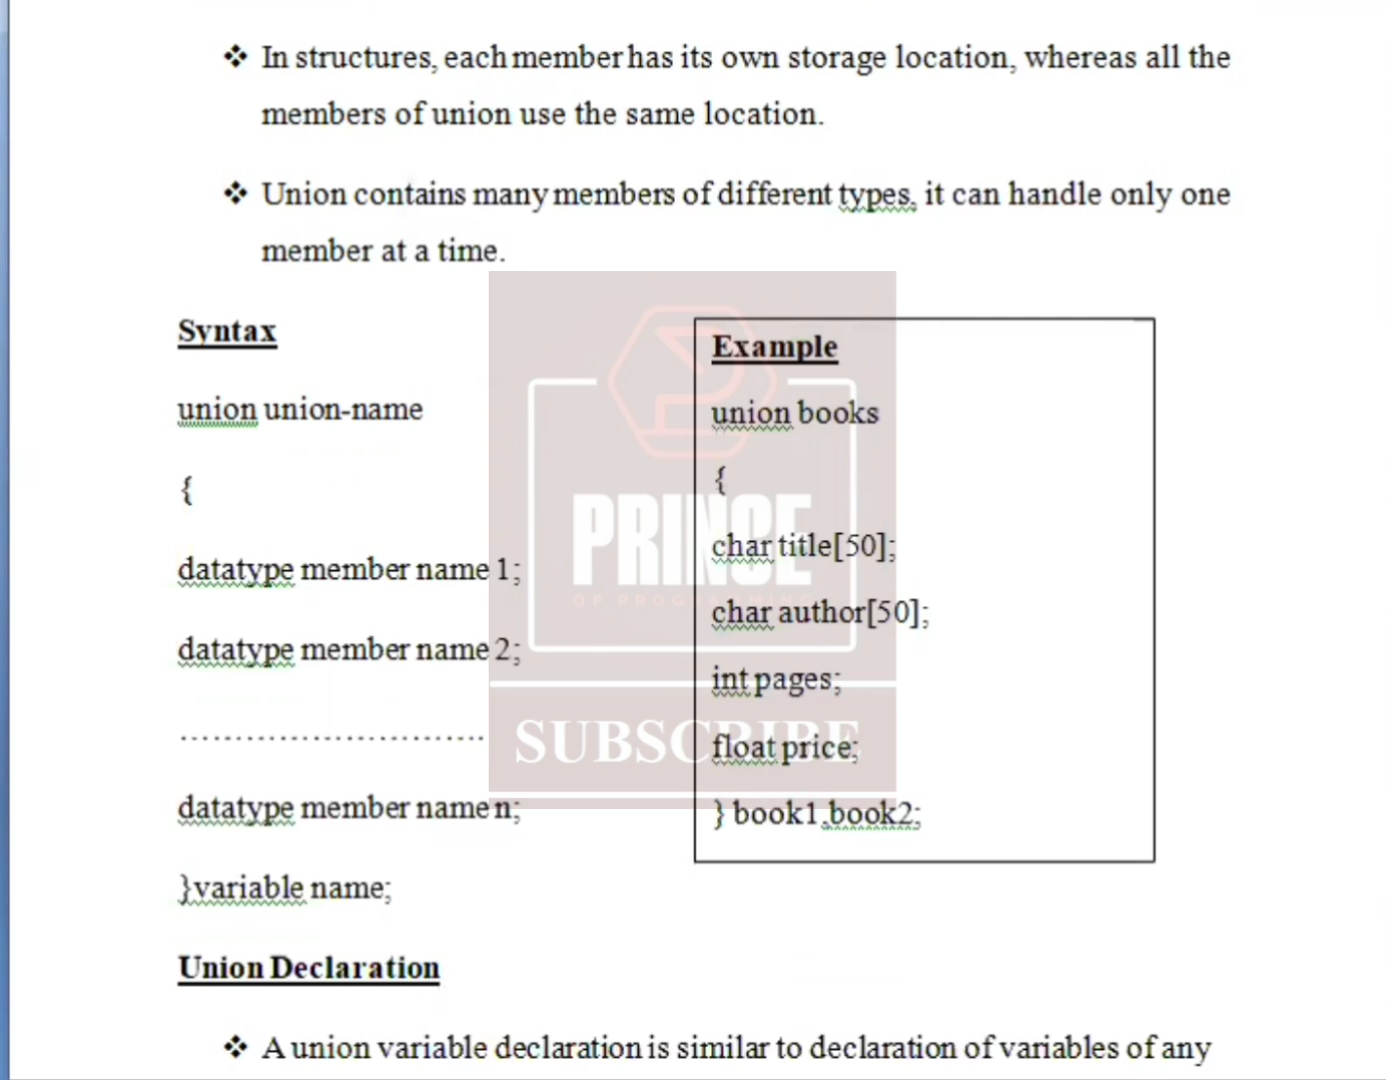 ❖ In structures, each member has its own storage location, whereas all the
members of union use the same location.
❖ Union contains many members of different types, it can handle only one
member at a time.
Syntax
union union-name
{
datatype member name 1;
datatype member name 2;
................................
datatype member name n;
}variable name;
Example
union books
{
char title[50];
char author[50];
int pages;
float price;
} book1,book2;
PRINCE
OF PROGRAMMING
SUBSCRIBE
Union Declaration
❖ A union variable declaration is similar to declaration of variables of any